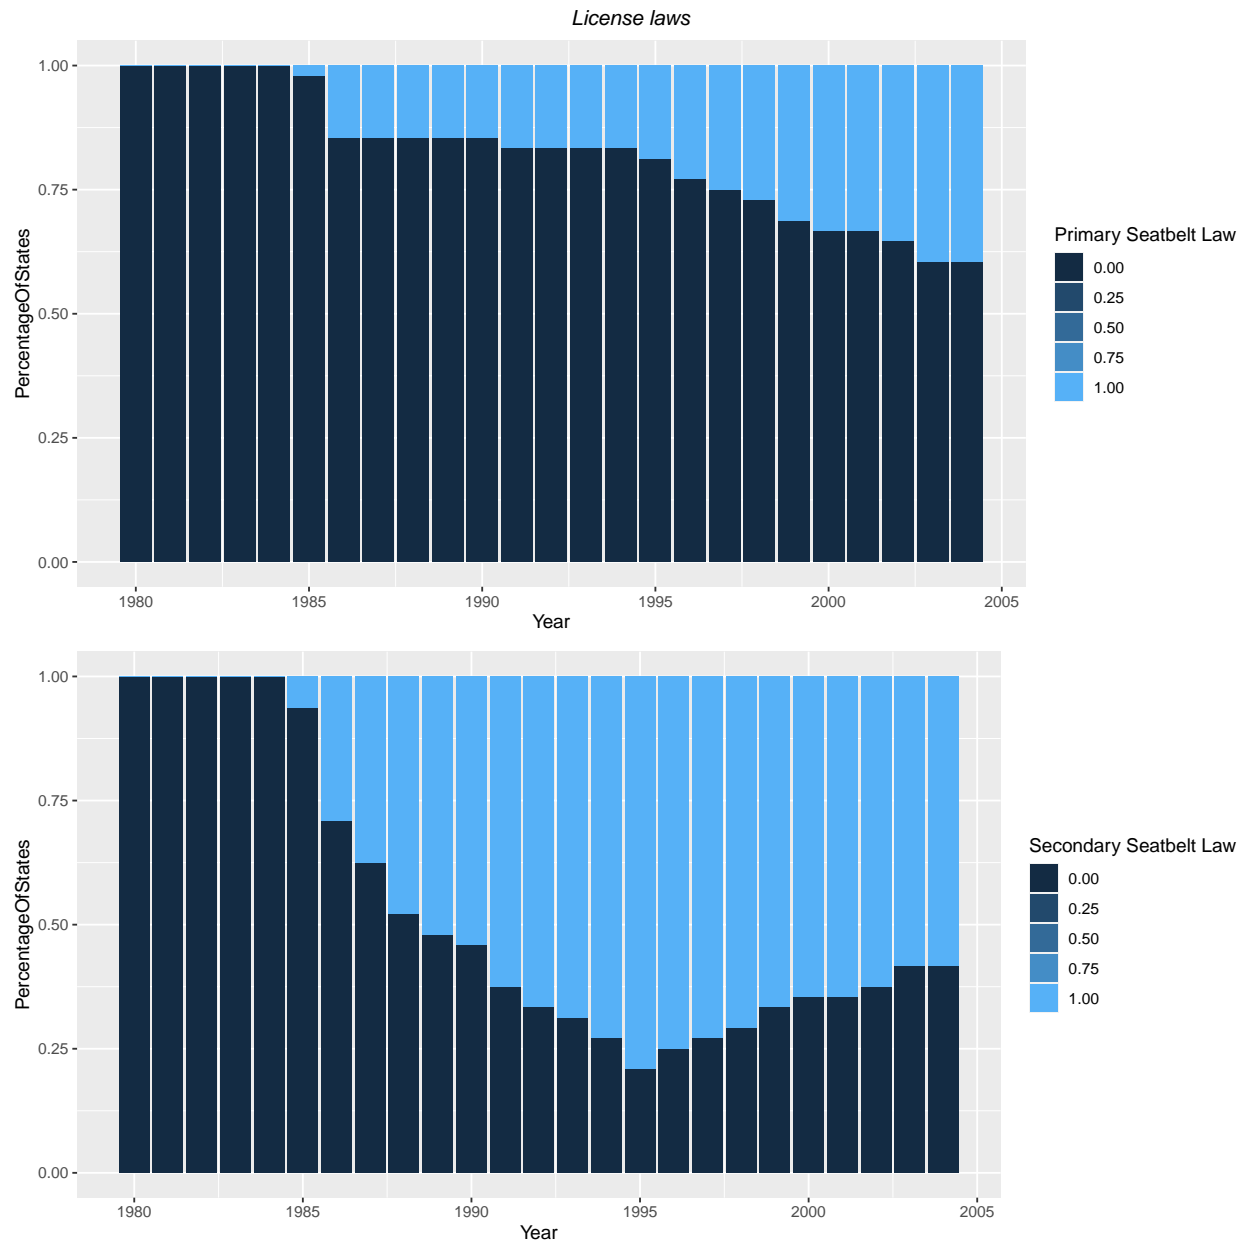 License laws
1.00
0.75
0.50
0.25
0.00
PercentageOfStates
1980 1985 1990 1995 2000 2005
Year
Primary Seatbelt Law
0.00
0.25
0.50
0.75
1.00
1.00
0.75
0.50
0.25
0.00
PercentageOfStates
1980 1985 1990 1995 2000 2005
Year
Secondary Seatbelt Law
0.00
0.25
0.50
0.75
1.00